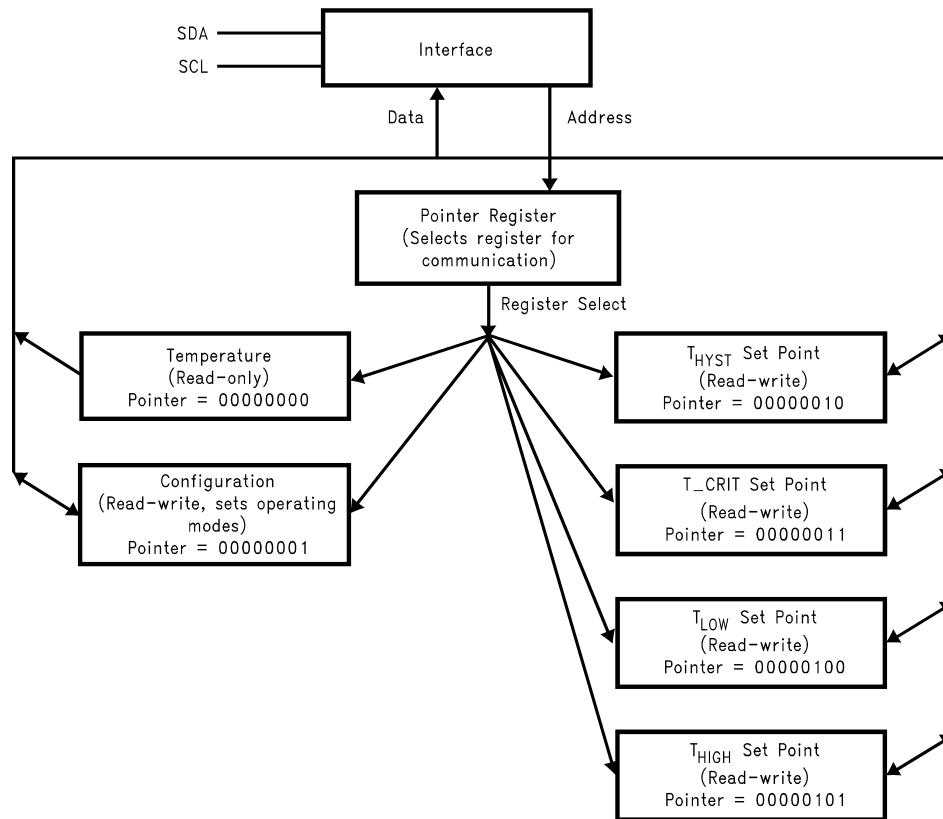 SDA
SCL
Interface
Data
Address
Pointer Register
(Selects register for
communication)
Register Select
Temperature
(Read-only)
Pointer = 00000000
THYST Set Point
(Read-write)
Pointer = 00000010
Configuration
(Read-write, sets operating
modes)
Pointer = 00000001
T_CRIT Set Point
(Read-write)
Pointer = 00000011
TLOW Set Point
(Read-write)
Pointer = 00000100
THIGH Set Point
(Read-write)
Pointer = 00000101